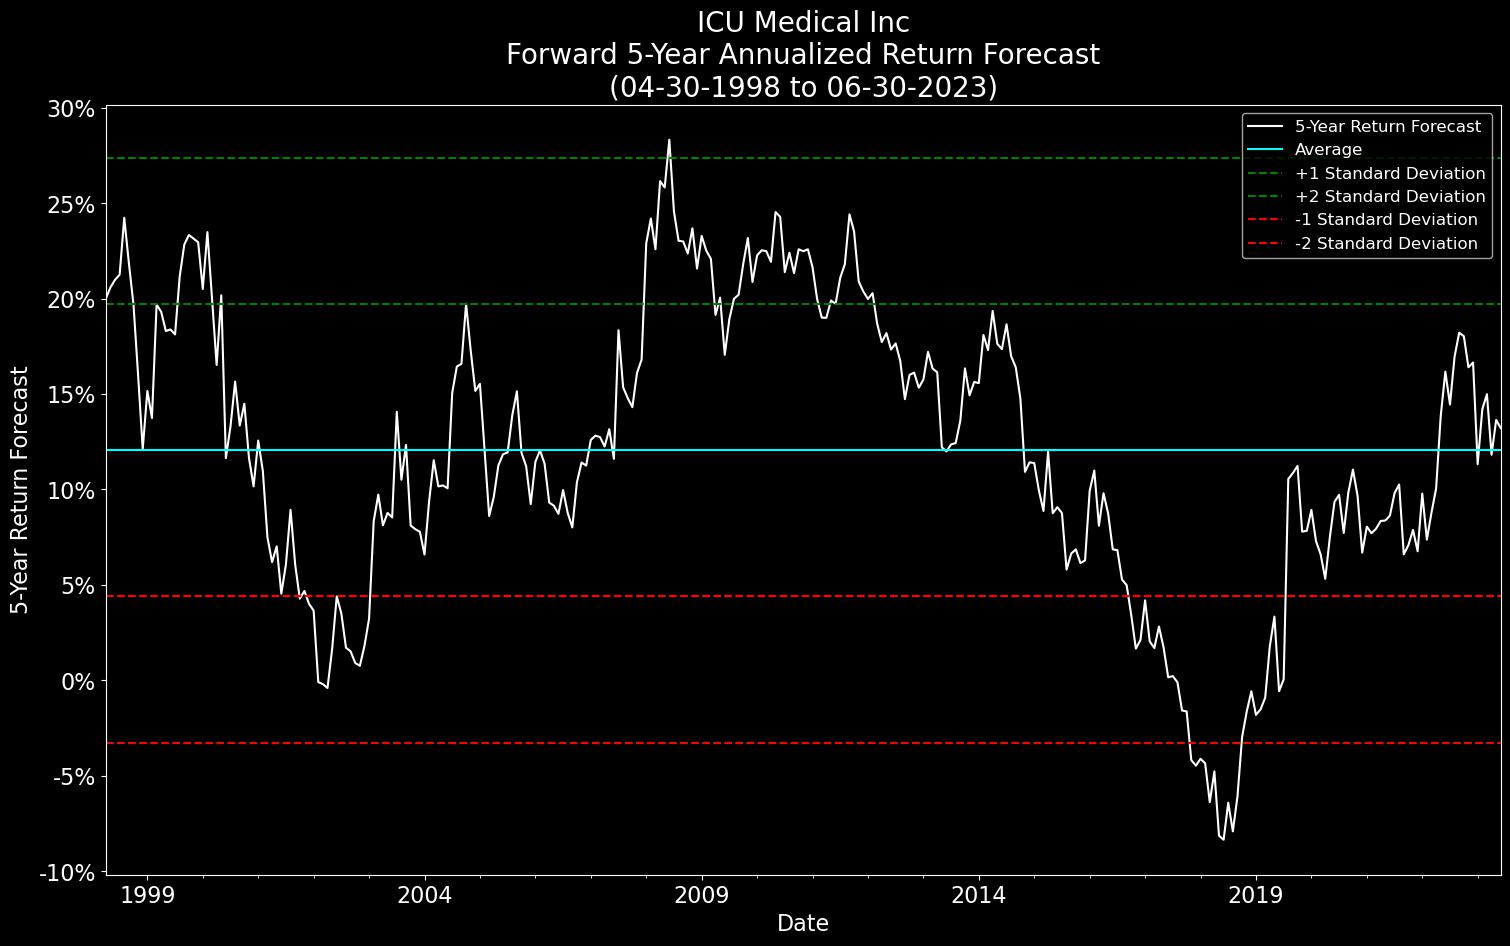 ICU Medical Inc
Forward 5-Year Annualized Return Forecast
(04-30-1998 to 06-30-2023)
30%
25%
20%
15%
10%
5%
0%
-5%
-10%
5-Year Return Forecast
5-Year Return Forecast
Average
+1 Standard Deviation
+2 Standard Deviation
-1 Standard Deviation
-2 Standard Deviation
1999 2004 2009 2014 2019
Date